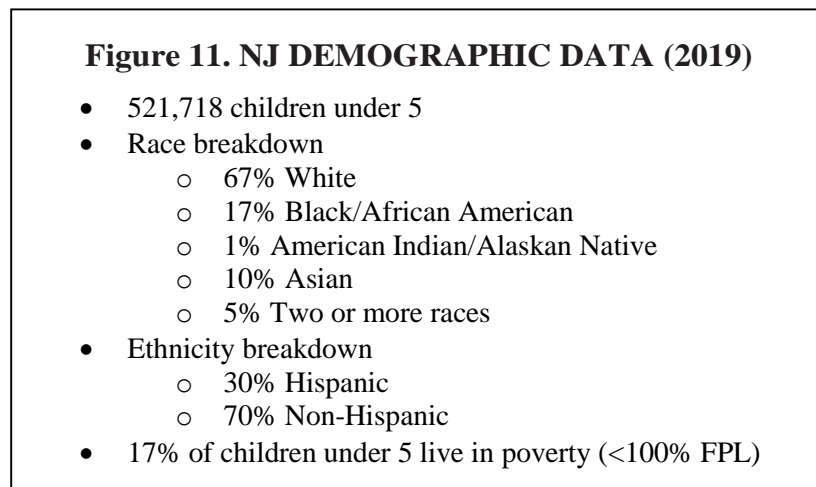 Figure 11. NJ DEMOGRAPHIC DATA (2019)
• 521,718 children under 5
• Race breakdown
o 67% White
o 17% Black/African American
o 1% American Indian/Alaskan Native
o 10% Asian
o 5% Two or more races
• Ethnicity breakdown
o 30% Hispanic
o 70% Non-Hispanic
• 17% of children under 5 live in poverty (<100% FPL)